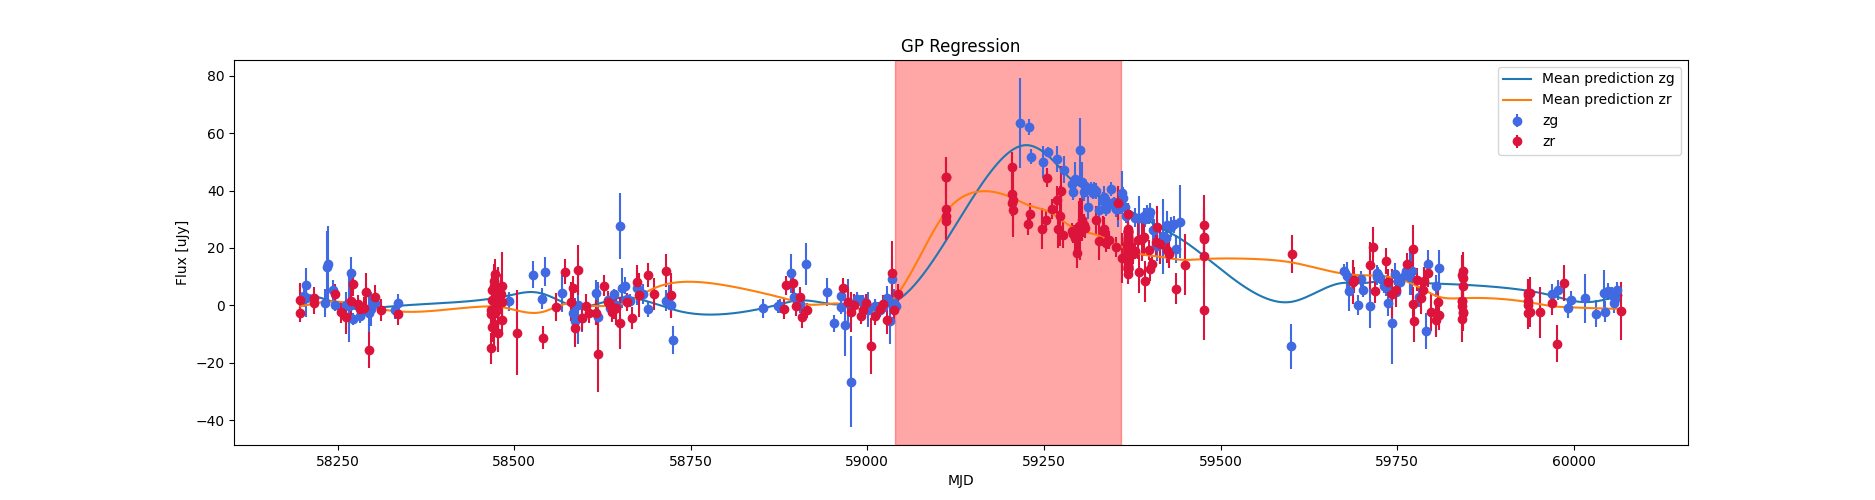 GP Regression
80
60
40
20
0
−20
−40
Flux [uJy]
58250
58500
58750
59000
59250
59500
59750
60000
MJD
Mean prediction zg
Mean prediction zr
zg
zr